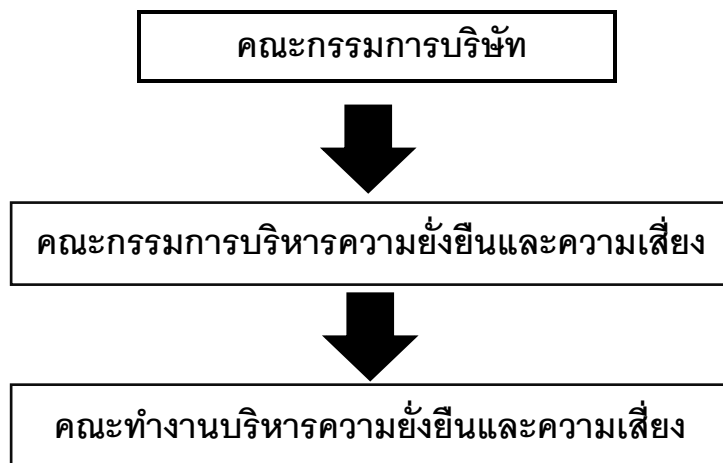 คณะกรรมการบริษัท
คณะกรรมการบริหารความยั่งยืนและความเสี่ยง
คณะทำงานบริหารความยั่งยืนและความเสี่ยง